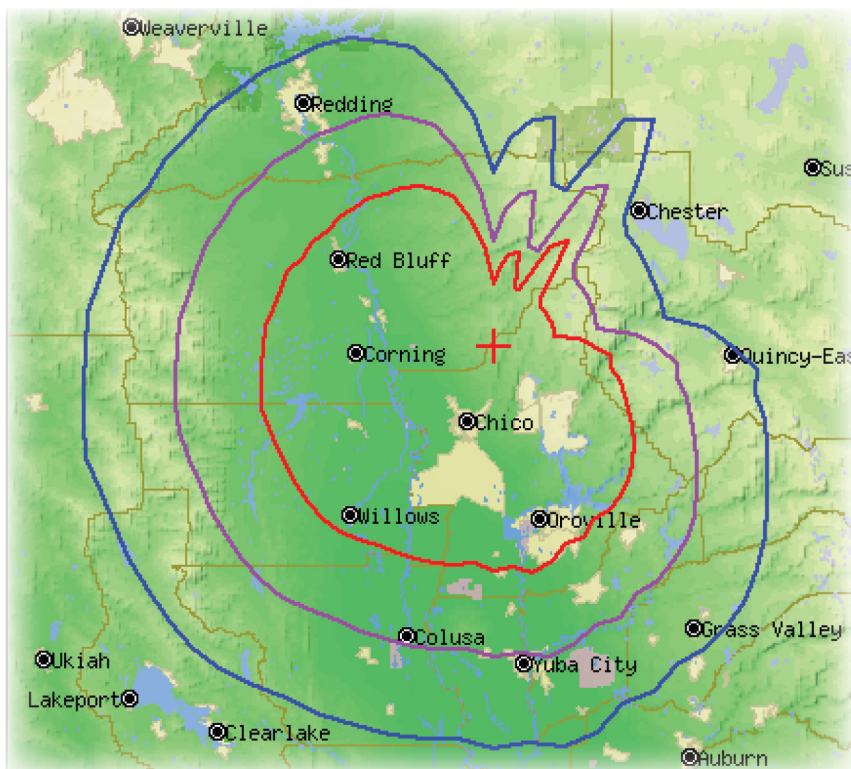 Weaverville
Redding
Sus
Chester
Red Bluff
Corning
Quincy-Eas
Chico
Willows
Oroville
Colusa
Grass Valley
Ukiah
Yuba City
Lakeport
Clearlake
Auburn